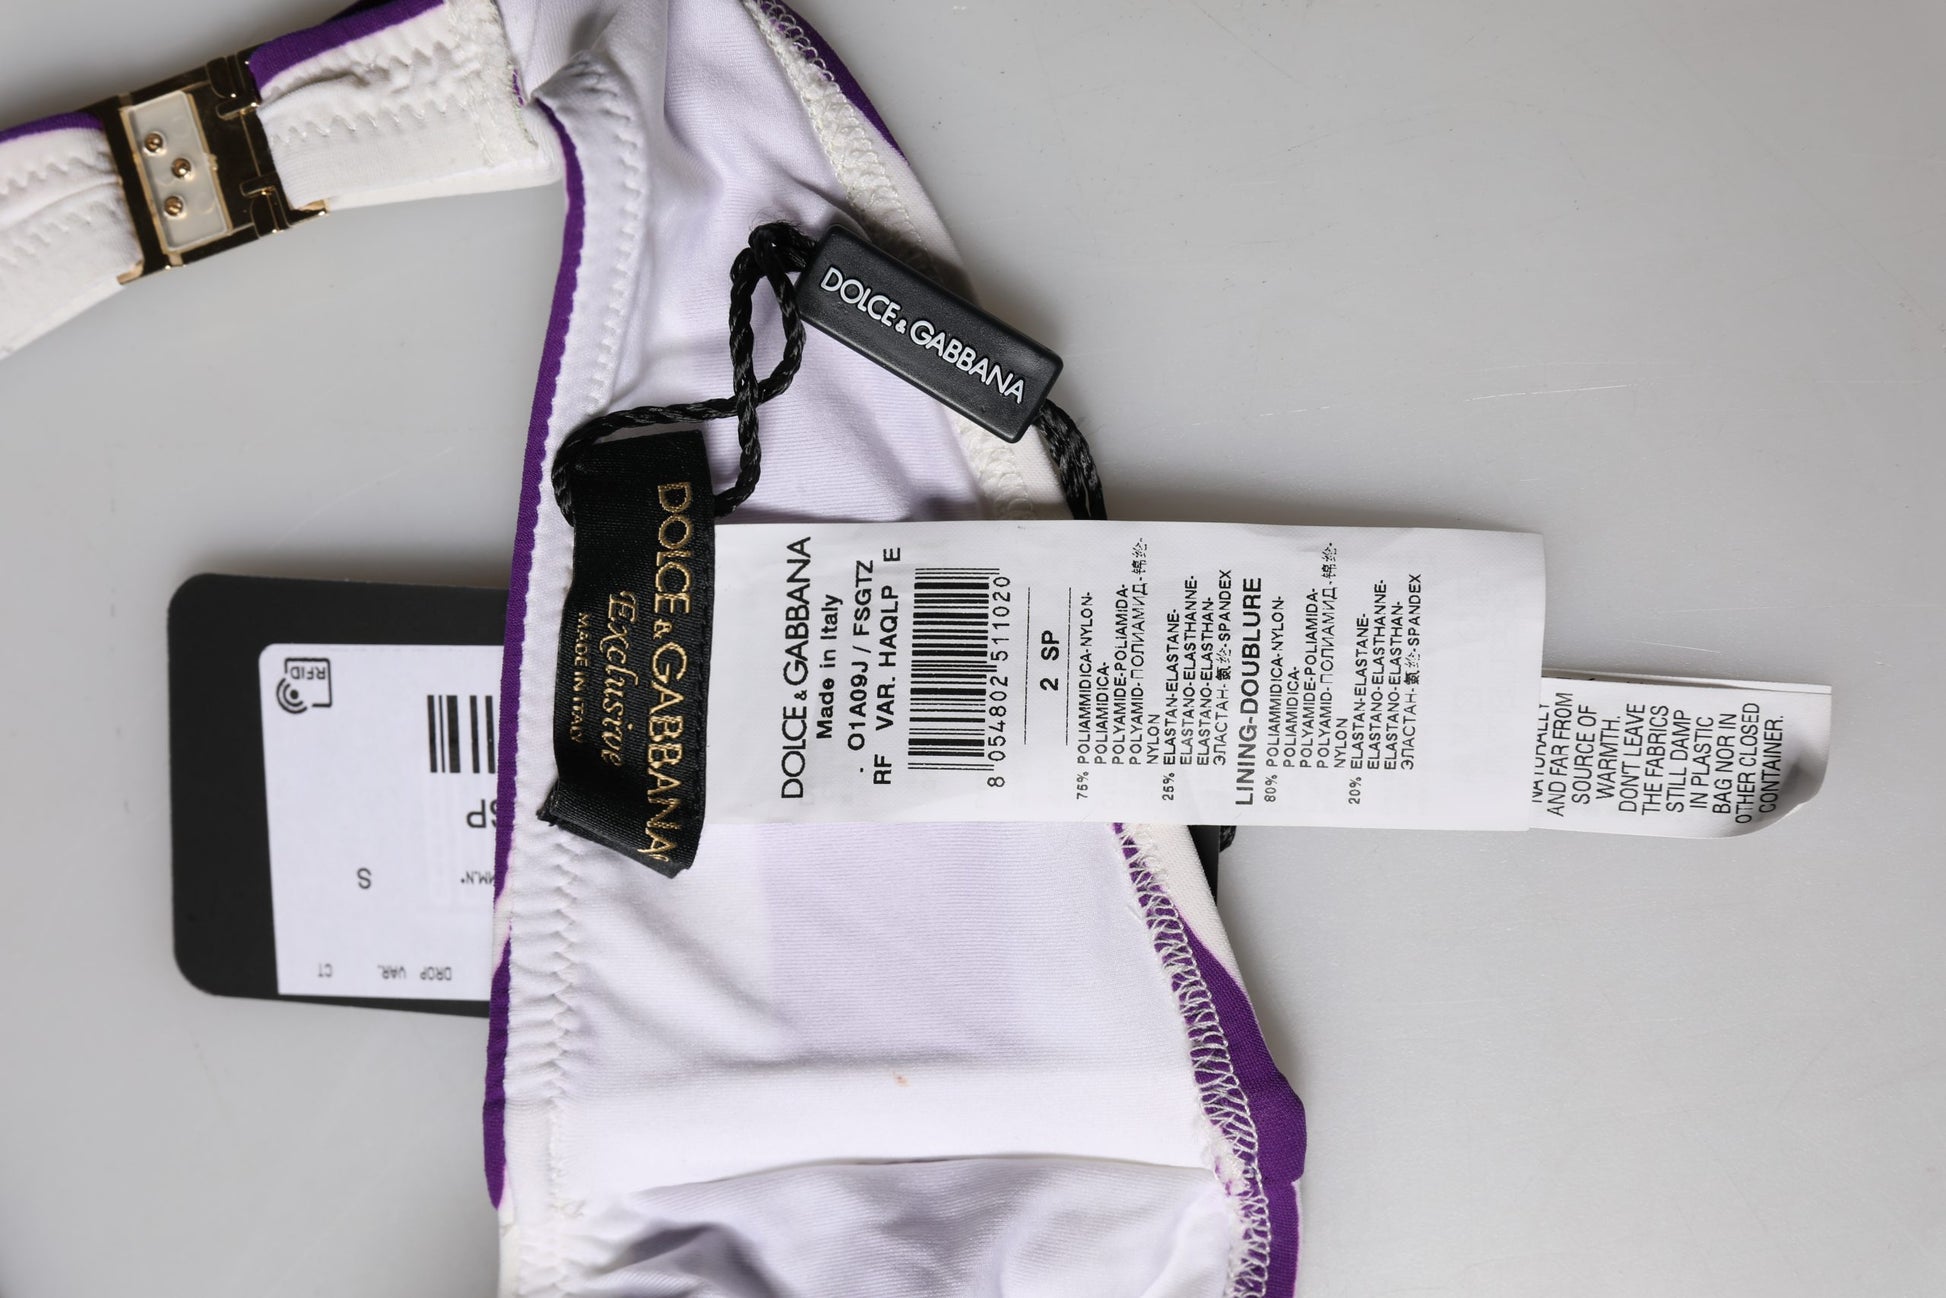 DOLCE & GABBANA
DOLCE & GABBANA
Exclusive
MADE IN ITALY
DOLCE & GABBANA
Made in Italy
O1A09J / FSGTZ
RF VAR. HAQLP E
8 054802 511020
2 SP
75% POLIAMMIDICA-NYLON-
POLIAMIDICA-
POLYAMIDE-POLIAMIDA-
POLYAMID-ПОЛИАМИД-锦纶-
NYLON
25% ELASTAN-ELASTANE-
ELASTANO-ELASTHANNE-
ELASTANO-ELASTHAN-
ЭЛАСТАН-氨纶-SPANDEX
LINING-DOUBLURE
80% POLIAMMIDICA-NYLON-
POLIAMIDICA-
POLYAMIDE-POLIAMIDA-
POLYAMID-ПОЛИАМИД-锦纶-
NYLON
20% ELASTAN-ELASTANE-
ELASTANO-ELASTHANNE-
ELASTANO-ELASTHAN-
ЭЛАСТАН-氨纶-SPANDEX
NATURALLY
AND FAR FROM
SOURCE OF
WARMTH.
DON'T LEAVE
THE FABRICS
STILL DAMP
IN PLASTIC
BAG NOR IN
OTHER CLOSED
CONTAINER.
RFID
SP
S
DROP VAR. CT